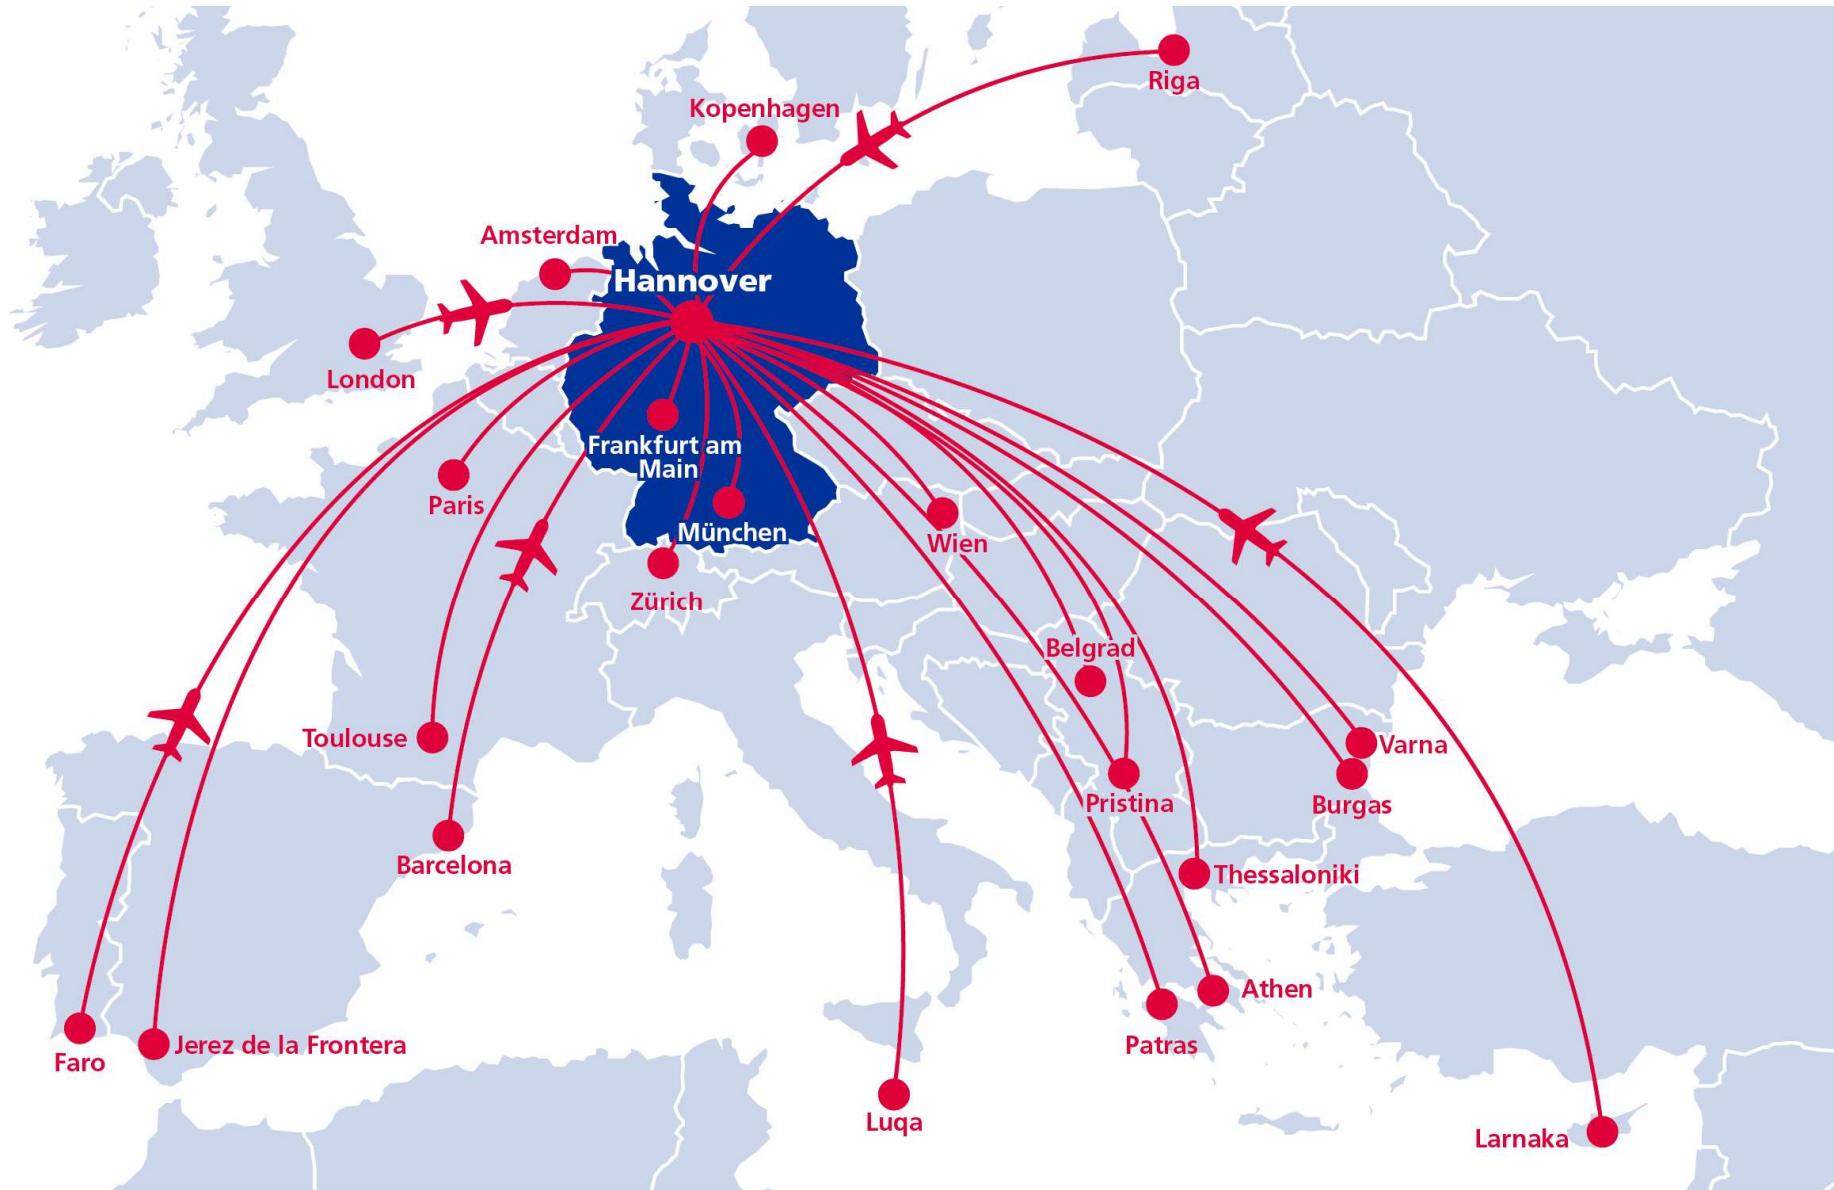 Riga
Kopenhagen
Amsterdam
Hannover
London
Frankfurt am
Main
Paris
München
Wien
Zürich
Belgrad
Toulouse
Varna
Pristina
Burgas
Barcelona
Thessaloniki
Athen
Jerez de la Frontera
Patras
Faro
Luqa
Larnaka